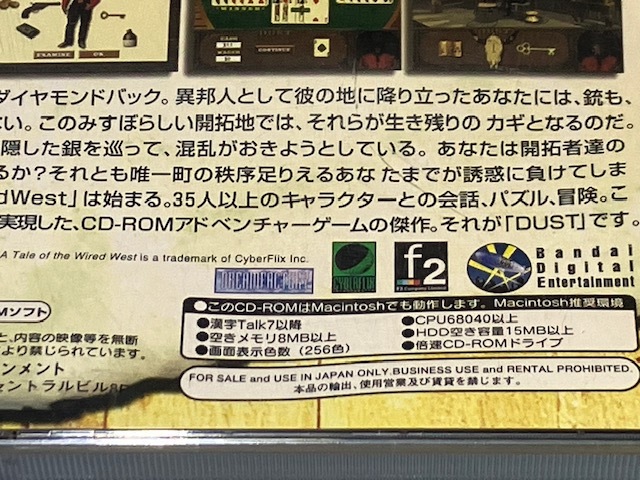 EXAMINE OK
CONTINUE
ダイヤモンドバック。異邦人として彼の地に降り立ったあなたには、銃も、
ない。このみすぼらしい開拓地では、それらが生き残りのカギとなるのだ。
隠した銀を巡って、混乱がおきようとしている。あなたは開拓者達の
るか?それとも唯一町の秩序足りえるあなたまでが誘惑に負けてしま
dWest」は始まる。35人以上のキャラクターとの会話、パズル、冒険。こ
実現した、CD-ROMアドベンチャーゲームの傑作。それが「DUST」です。
A Tale of the Wired West is a trademark of CyberFlix Inc.
DREAMFACTORY
CYBERFLIX
f2
F2 Company Limited
Bandai
Digital
Entertainment
Mソフト
と、内容の映像等を無断
より禁じられています。
ンメント
セントラルビル8F
●このCD-ROMはMacintoshでも動作します。Macintosh推奨環境
●漢字Talk7以降 ●CPU68040以上
●空きメモリ8MB以上 ●HDD空き容量15MB以上
●画面表示色数(256色) ●倍速CD-ROMドライブ
FOR SALE and USE IN JAPAN ONLY.BUSINESS USE and RENTAL PROHIBITED.
本品の輸出、使用営業及び賃貸を禁じます。